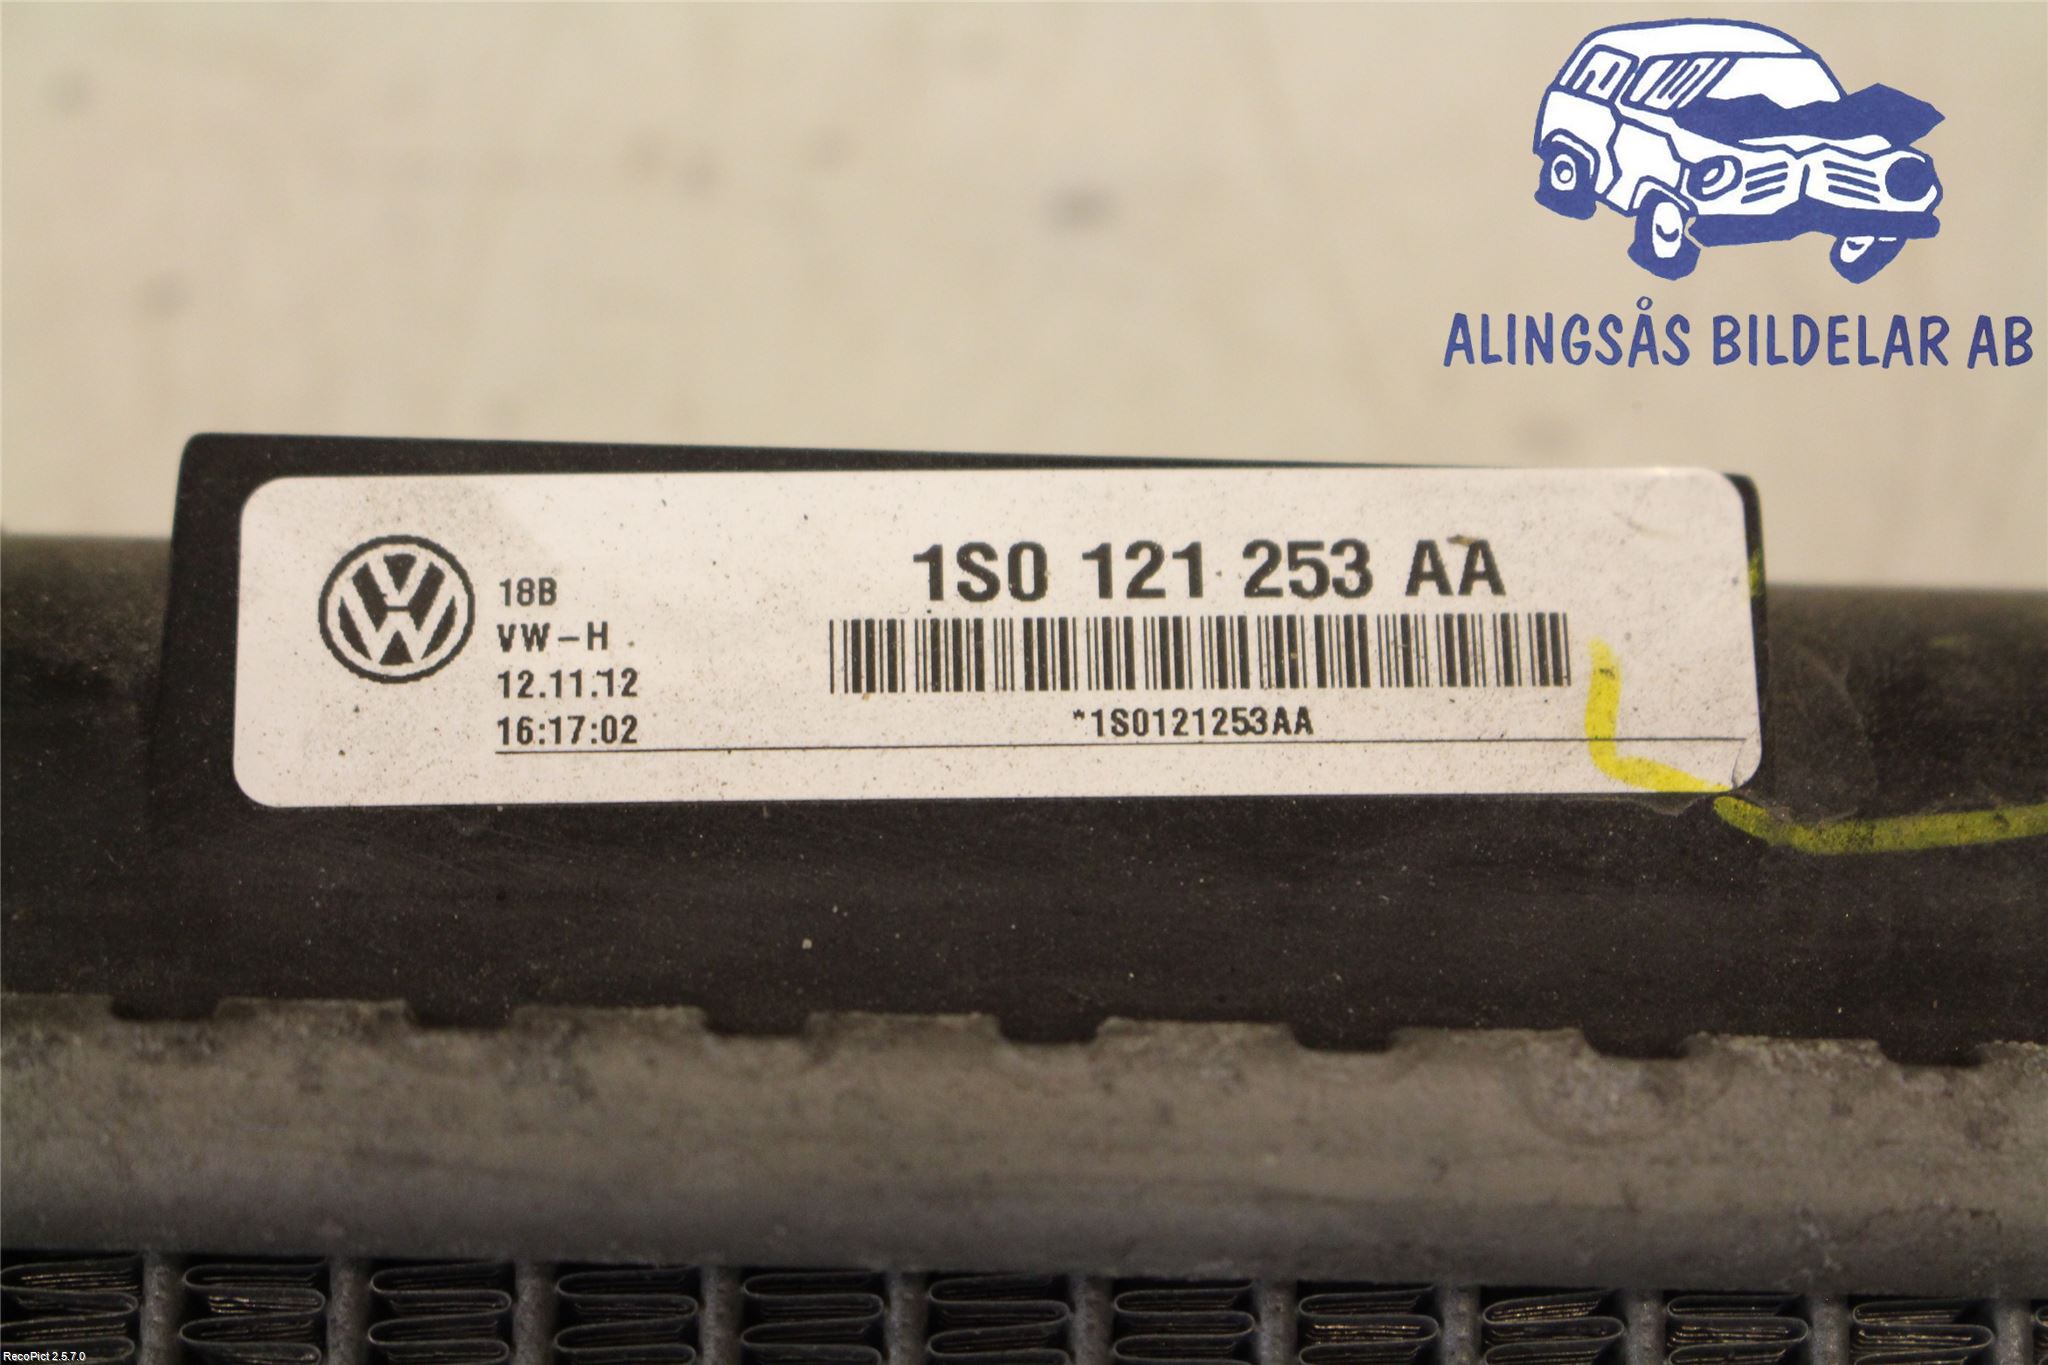 ALINGSÅS BILDELAR AB
1S0 121 253 AA
18B
VW-H
12.11.12
16:17:02
*1S0121253AA
RecoPict 2.5.7.0